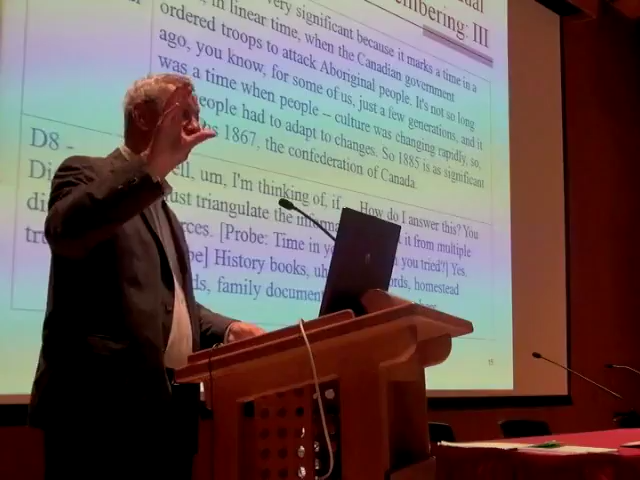 mbering: III
very significant because it marks a time in a
, in linear time, when the Canadian government
ordered troops to attack Aboriginal people. It's not so long
ago, you know, for some of us, just a few generations, and it
was a time when people – culture was changing rapidly, so,
people had to adapt to changes. So 1885 is as significant
1867, the confederation of Canada.
D8 -
ell, um, I'm thinking of, if How do I answer this? You
ust triangulate the it from multiple
rces. [Probe: Time in you tried?] Yes.
pe] History books, uh rds, homestead
ds, family documen
15